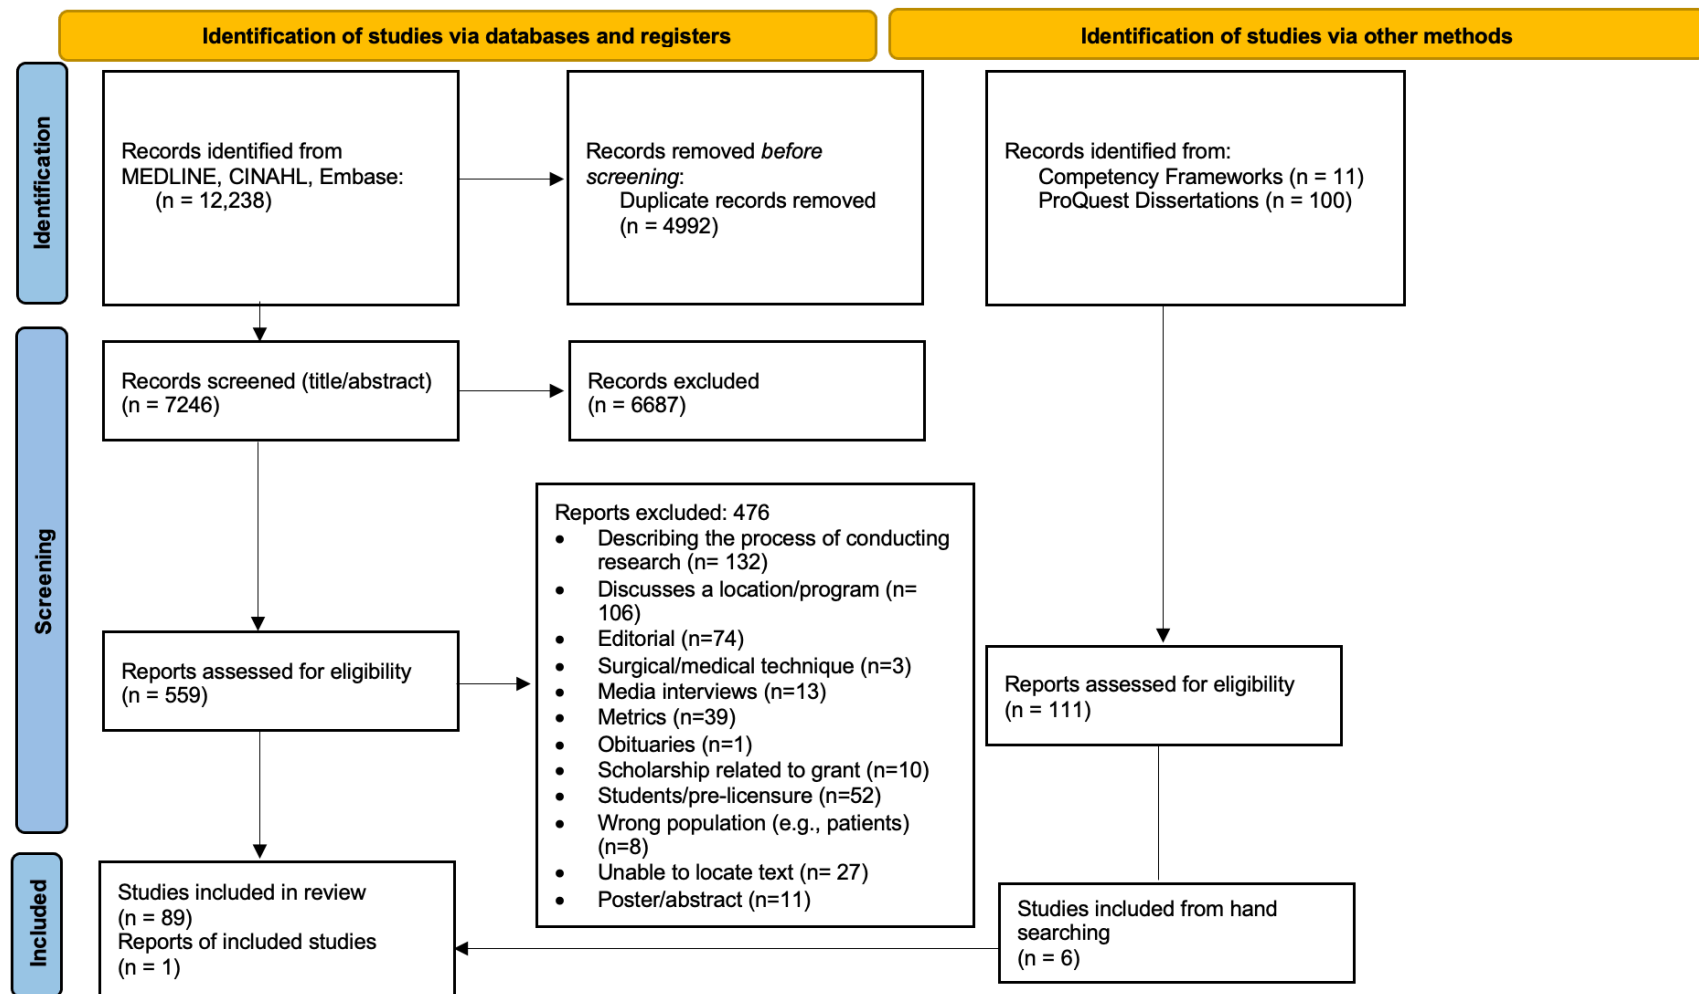 Identification of studies via databases and registers
Identification of studies via other methods
Identification
Records identified from
MEDLINE, CINAHL, Embase:
(n = 12,238)
Records removed before
screening:
Duplicate records removed
(n = 4992)
Records identified from:
Competency Frameworks (n = 11)
ProQuest Dissertations (n = 100)
Screening
Records screened (title/abstract)
(n = 7246)
Records excluded
(n = 6687)
Reports assessed for eligibility
(n = 559)
Reports excluded: 476
• Describing the process of conducting
research (n= 132)
• Discusses a location/program (n=
106)
• Editorial (n=74)
• Surgical/medical technique (n=3)
• Media interviews (n=13)
• Metrics (n=39)
• Obituaries (n=1)
• Scholarship related to grant (n=10)
• Students/pre-licensure (n=52)
• Wrong population (e.g., patients)
(n=8)
• Unable to locate text (n= 27)
• Poster/abstract (n=11)
Reports assessed for eligibility
(n = 111)
Included
Studies included in review
(n = 89)
Reports of included studies
(n = 1)
Studies included from hand
searching
(n = 6)